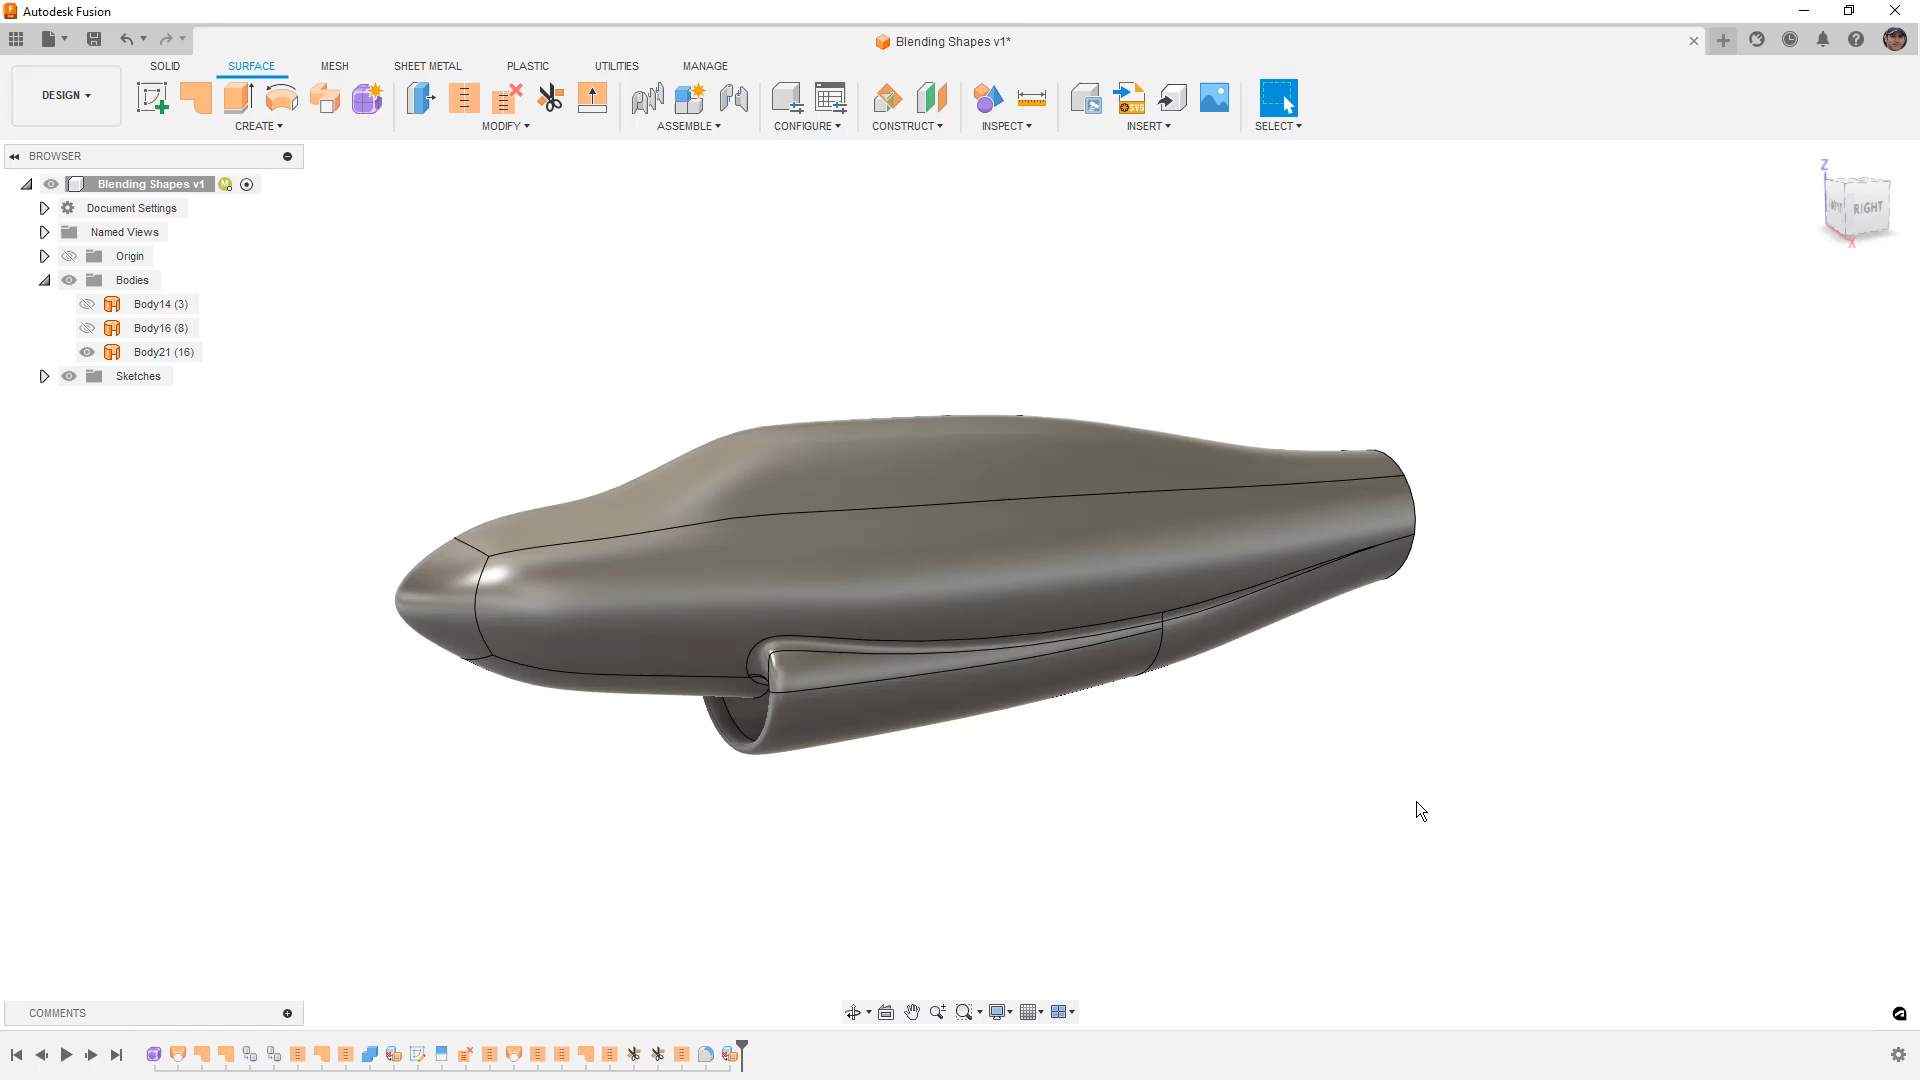 Autodesk Fusion
Blending Shapes v1*
SOLID
SURFACE
MESH
SHEET METAL
PLASTIC
UTILITIES
MANAGE
DESIGN
CREATE
MODIFY
ASSEMBLE
CONFIGURE
CONSTRUCT
INSPECT
INSERT
SELECT
BROWSER
Blending Shapes v1
Document Settings
Named Views
Origin
Bodies
Body14 (3)
Body16 (8)
Body21 (16)
Sketches
Z
RIGHT
X
COMMENTS